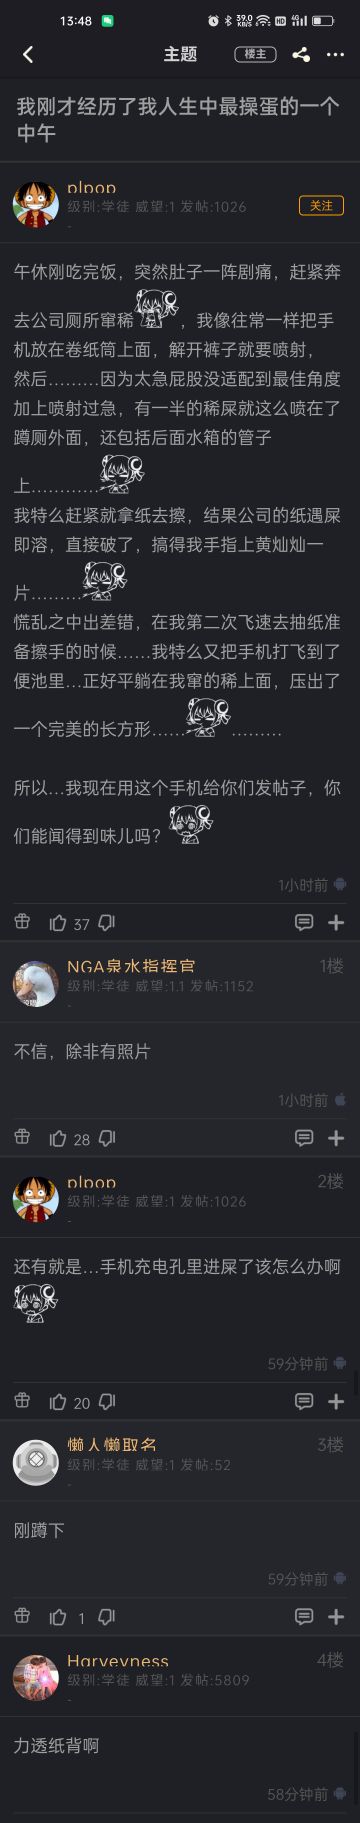 13:48
39.0
KB/S
HD
4G
主题
楼主
我刚才经历了我人生中最操蛋的一个
中午
plpop
级别:学徒 威望:1 发帖:1026
-
关注
午休刚吃完饭，突然肚子一阵剧痛，赶紧奔
去公司厕所窜稀，我像往常一样把手
机放在卷纸筒上面，解开裤子就要喷射，
然后………因为太急屁股没适配到最佳角度
加上喷射过急，有一半的稀屎就这么喷在了
蹲厕外面，还包括后面水箱的管子
上…………
我特么赶紧就拿纸去擦，结果公司的纸遇屎
即溶，直接破了，搞得我手指上黄灿灿一
片………
慌乱之中出差错，在我第二次飞速去抽纸准
备擦手的时候……我特么又把手机打飞到了
便池里…正好平躺在我窜的稀上面，压出了
一个完美的长方形……………
所以…我现在用这个手机给你们发帖子，你
们能闻得到味儿吗？
1小时前
37
NGA泉水指挥官
1楼
级别:学徒 威望:1.1 发帖:1152
-
不信，除非有照片
1小时前
28
plpop
2楼
级别:学徒 威望:1 发帖:1026
-
还有就是…手机充电孔里进屎了该怎么办啊
59分钟前
20
懒人懒取名
3楼
级别:学徒 威望:1 发帖:52
-
刚蹲下
59分钟前
1
Harveyness
4楼
级别:学徒 威望:1 发帖:5809
-
力透纸背啊
58分钟前